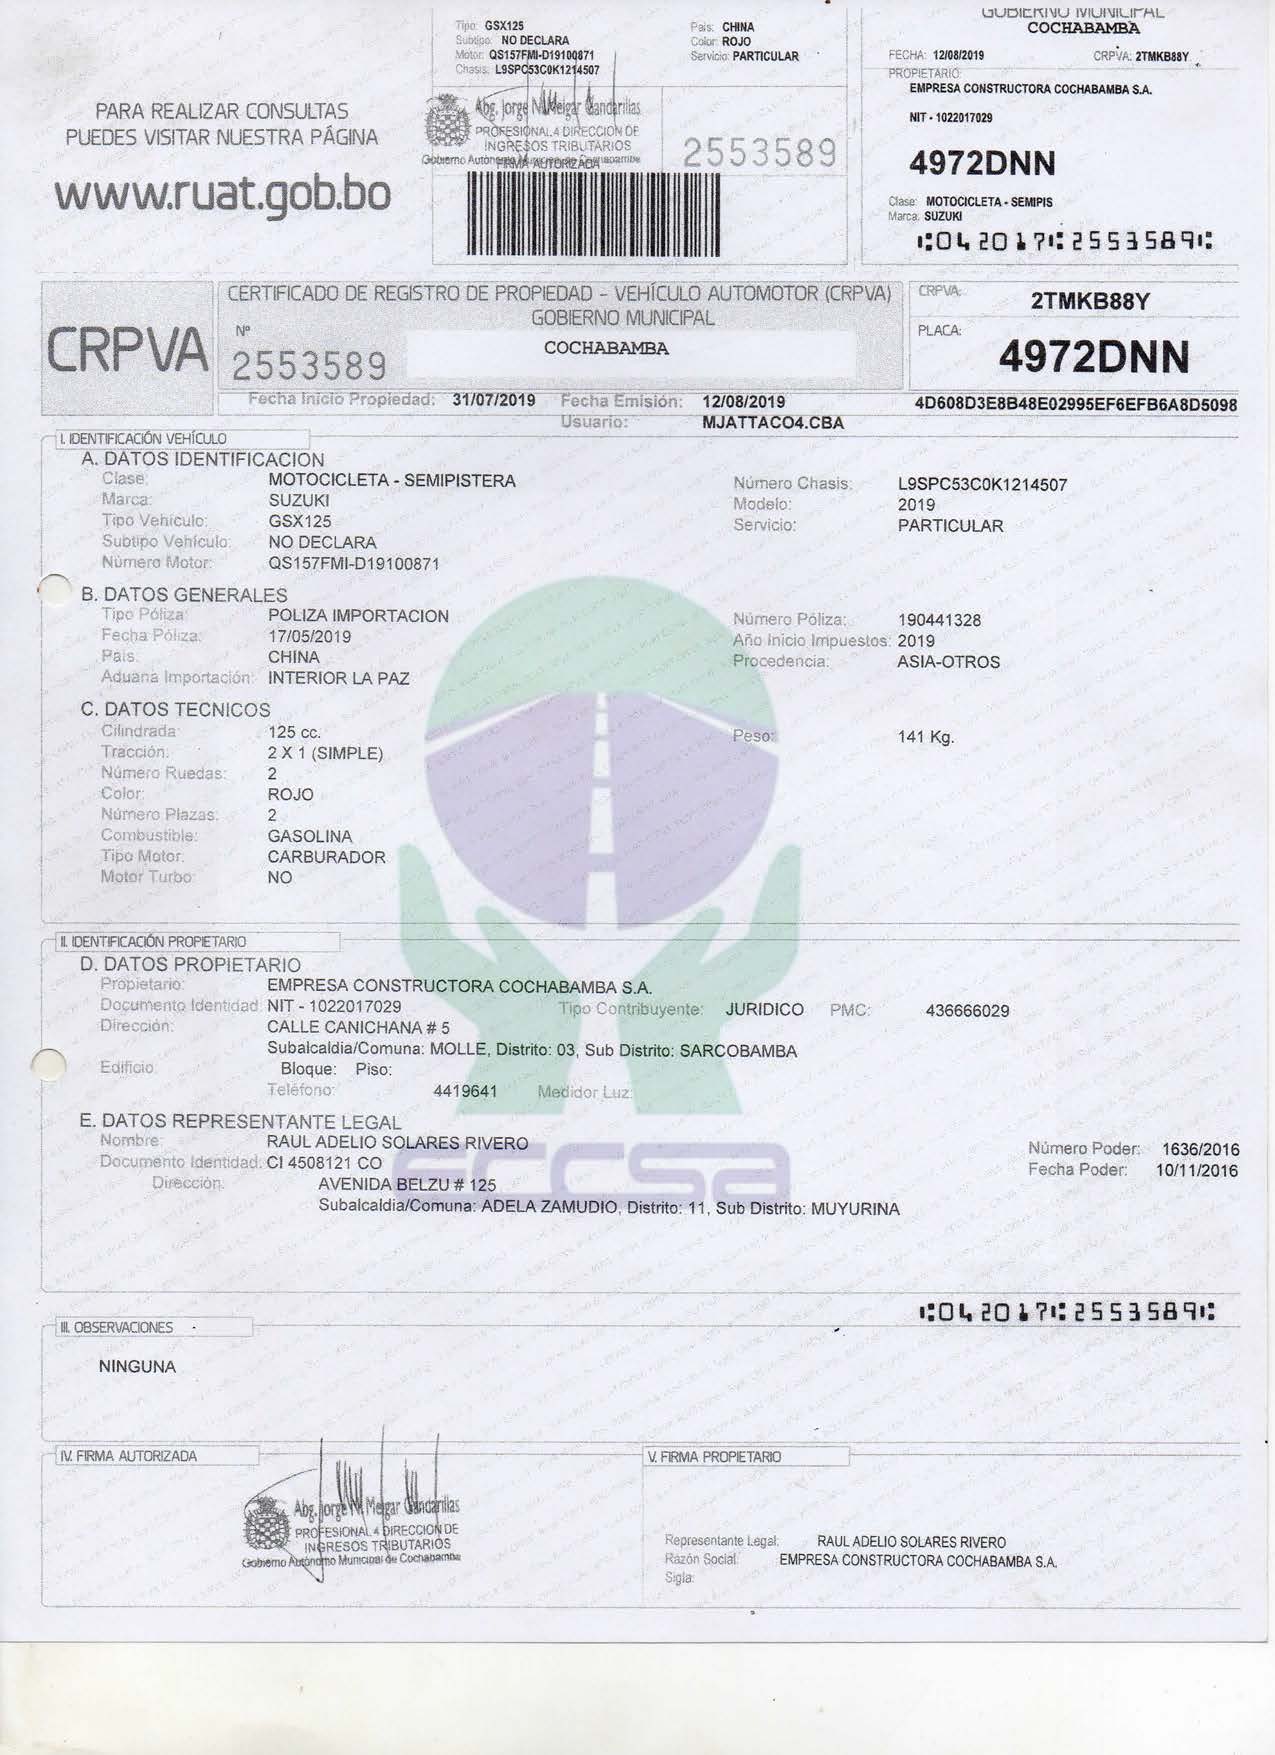 Tipo: GSX125
Subtipo: NO DECLARA
Motor: QS157FMI-D19100871
Chasis: L9SPC53C0K1214507
País: CHINA
Color: ROJO
Servicio: PARTICULAR
GOBIERNO MUNICIPAL
COCHABAMBA
FECHA: 12/08/2019 CRPVA: 2TMKB88Y
PROPIETARIO:
EMPRESA CONSTRUCTORA COCHABAMBA S.A.
NIT - 1022017029
4972DNN
Clase: MOTOCICLETA - SEMIPIS
Marca: SUZUKI
042017 2553589
PARA REALIZAR CONSULTAS
PUEDES VISITAR NUESTRA PÁGINA
www.ruat.gob.bo
Abg. Jorge N. Melgar Gandarillas
PROFESIONAL 4 DIRECCION DE
INGRESOS TRIBUTARIOS
Gobierno Autónomo Municipal de Cochabamba
FIRMA AUTORIZADA
2553589
CRPVA
CERTIFICADO DE REGISTRO DE PROPIEDAD - VEHÍCULO AUTOMOTOR (CRPVA)
GOBIERNO MUNICIPAL
Nº
2553589
COCHABAMBA
CRPVA: 2TMKB88Y
PLACA: 4972DNN
Fecha Inicio Propiedad: 31/07/2019 Fecha Emisión: 12/08/2019
4D608D3E8B48E02995EF6EFB6A8D5098
Usuario: MJATTACO4.CBA
I. IDENTIFICACIÓN VEHÍCULO
A. DATOS IDENTIFICACION
Clase: MOTOCICLETA - SEMIPISTERA Número Chasis: L9SPC53C0K1214507
Marca: SUZUKI Modelo: 2019
Tipo Vehículo: GSX125 Servicio: PARTICULAR
Subtipo Vehículo: NO DECLARA
Número Motor: QS157FMI-D19100871
B. DATOS GENERALES
Tipo Póliza: POLIZA IMPORTACION Número Póliza: 190441328
Fecha Póliza: 17/05/2019 Año Inicio Impuestos: 2019
País: CHINA Procedencia: ASIA-OTROS
Aduana Importación: INTERIOR LA PAZ
C. DATOS TECNICOS
Cilindrada: 125 cc. Peso: 141 Kg.
Tracción: 2 X 1 (SIMPLE)
Número Ruedas: 2
Color: ROJO
Número Plazas: 2
Combustible: GASOLINA
Tipo Motor: CARBURADOR
Motor Turbo: NO
II. IDENTIFICACIÓN PROPIETARIO
D. DATOS PROPIETARIO
Propietario: EMPRESA CONSTRUCTORA COCHABAMBA S.A.
Documento Identidad: NIT - 1022017029 Tipo Contribuyente: JURIDICO PMC: 436666029
Dirección: CALLE CANICHANA # 5
Subalcaldia/Comuna: MOLLE, Distrito: 03, Sub Distrito: SARCOBAMBA
Edificio: Bloque: Piso:
Teléfono: 4419641 Medidor Luz:
E. DATOS REPRESENTANTE LEGAL
Nombre: RAUL ADELIO SOLARES RIVERO Número Poder: 1636/2016
Documento Identidad: CI 4508121 CO Fecha Poder: 10/11/2016
Dirección: AVENIDA BELZU # 125
Subalcaldia/Comuna: ADELA ZAMUDIO, Distrito: 11, Sub Distrito: MUYURINA
eccsa
042017 2553589
III. OBSERVACIONES
NINGUNA
IV. FIRMA AUTORIZADA
Abg. Jorge N. Melgar Gandarillas
PROFESIONAL 4 DIRECCION DE
INGRESOS TRIBUTARIOS
Gobierno Autónomo Municipal de Cochabamba
V. FIRMA PROPIETARIO
Representante Legal: RAUL ADELIO SOLARES RIVERO
Razón Social: EMPRESA CONSTRUCTORA COCHABAMBA S.A.
Sigla: